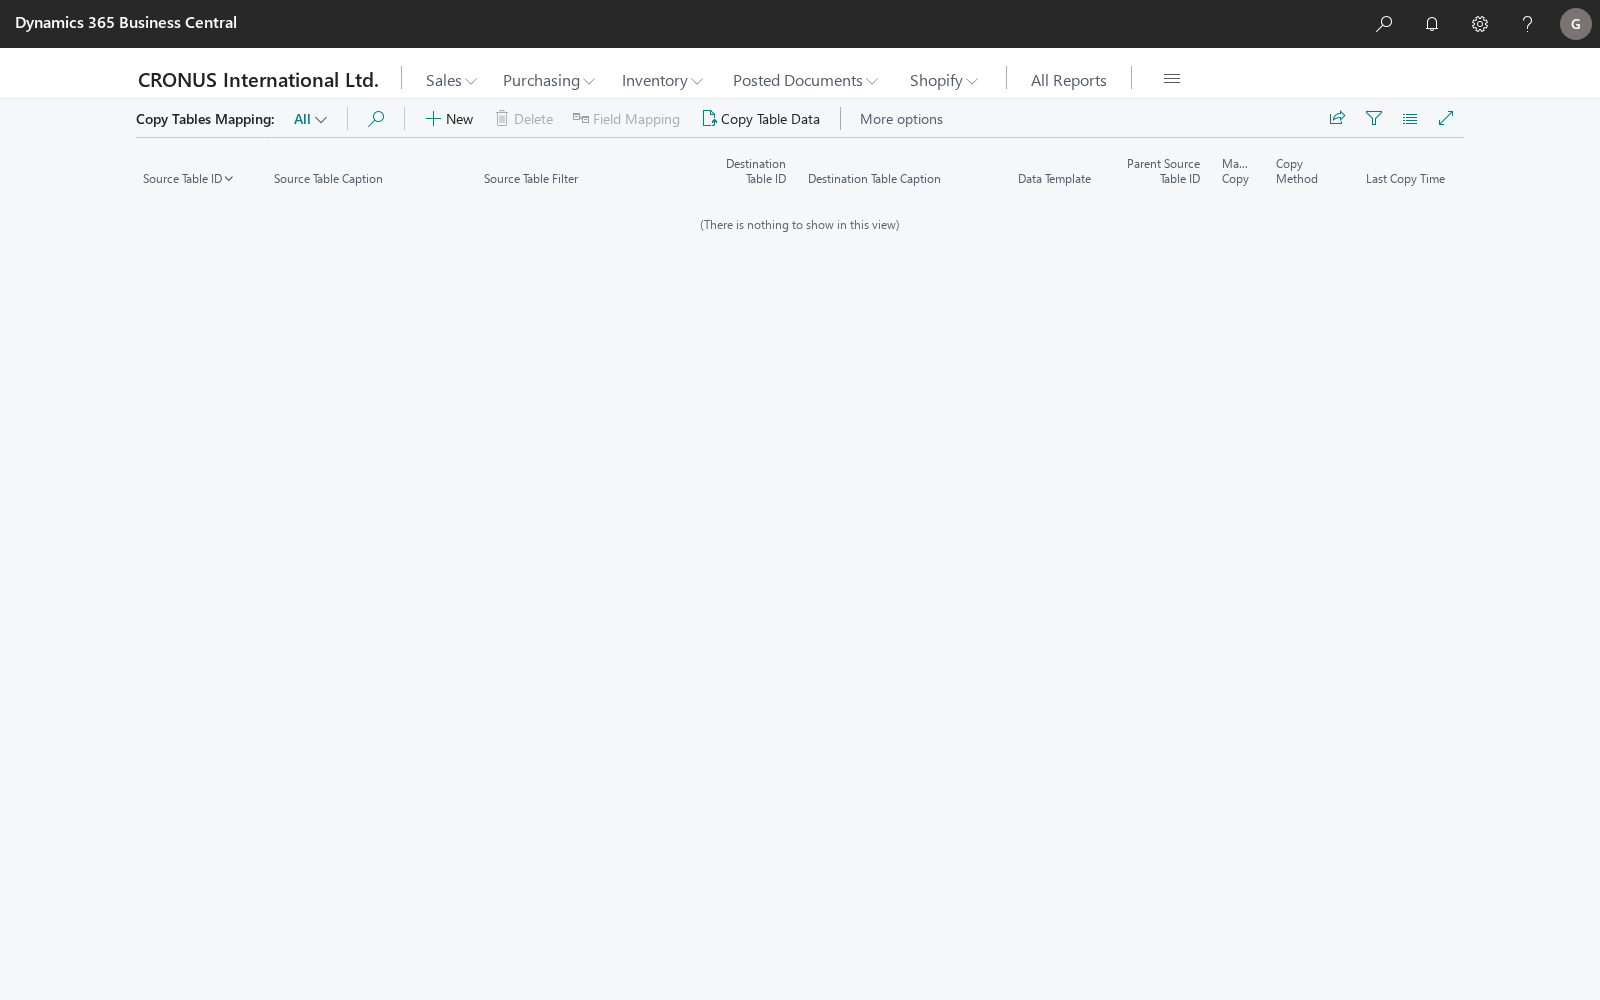 Dynamics 365 Business Central
G
CRONUS International Ltd.
Sales
Purchasing
Inventory
Posted Documents
Shopify
All Reports
Copy Tables Mapping:
All
New
Delete
Field Mapping
Copy Table Data
More options
Source Table ID
Source Table Caption
Source Table Filter
Destination
Table ID
Destination Table Caption
Data Template
Parent Source
Table ID
Ma...
Copy
Copy
Method
Last Copy Time
(There is nothing to show in this view)